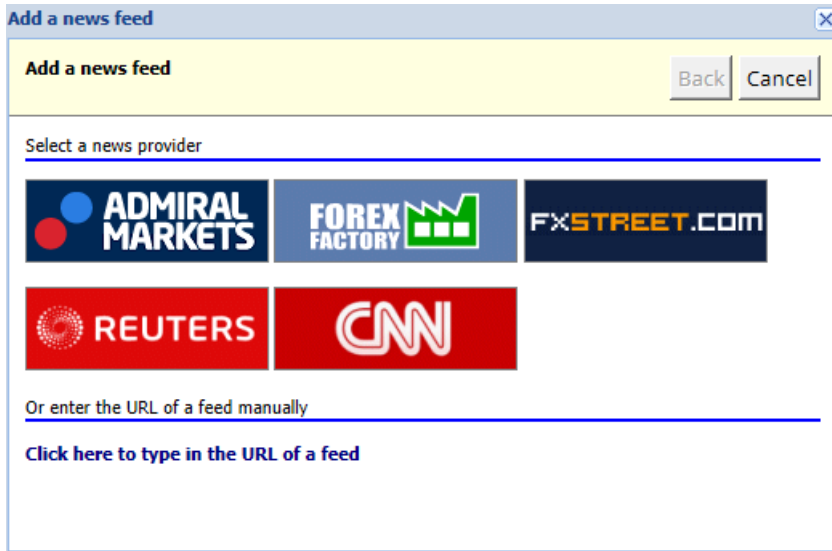 Add a news feed
Add a news feed
Back Cancel
Select a news provider
ADMIRAL
MARKETS
FOREX
FACTORY
FXSTREET.COM
REUTERS
CNN
Or enter the URL of a feed manually
Click here to type in the URL of a feed